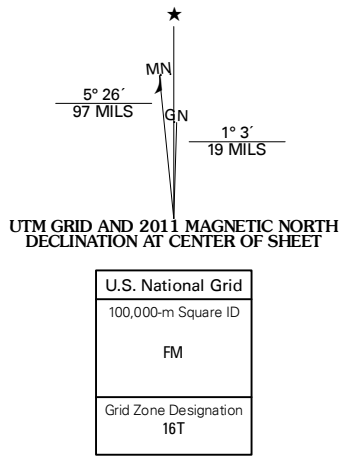 ★
MN
GN
5° 26´
97 MILS
1° 3´
19 MILS
UTM GRID AND 2011 MAGNETIC NORTH
DECLINATION AT CENTER OF SHEET
U.S. National Grid
100,000-m Square ID
FM
Grid Zone Designation
16T